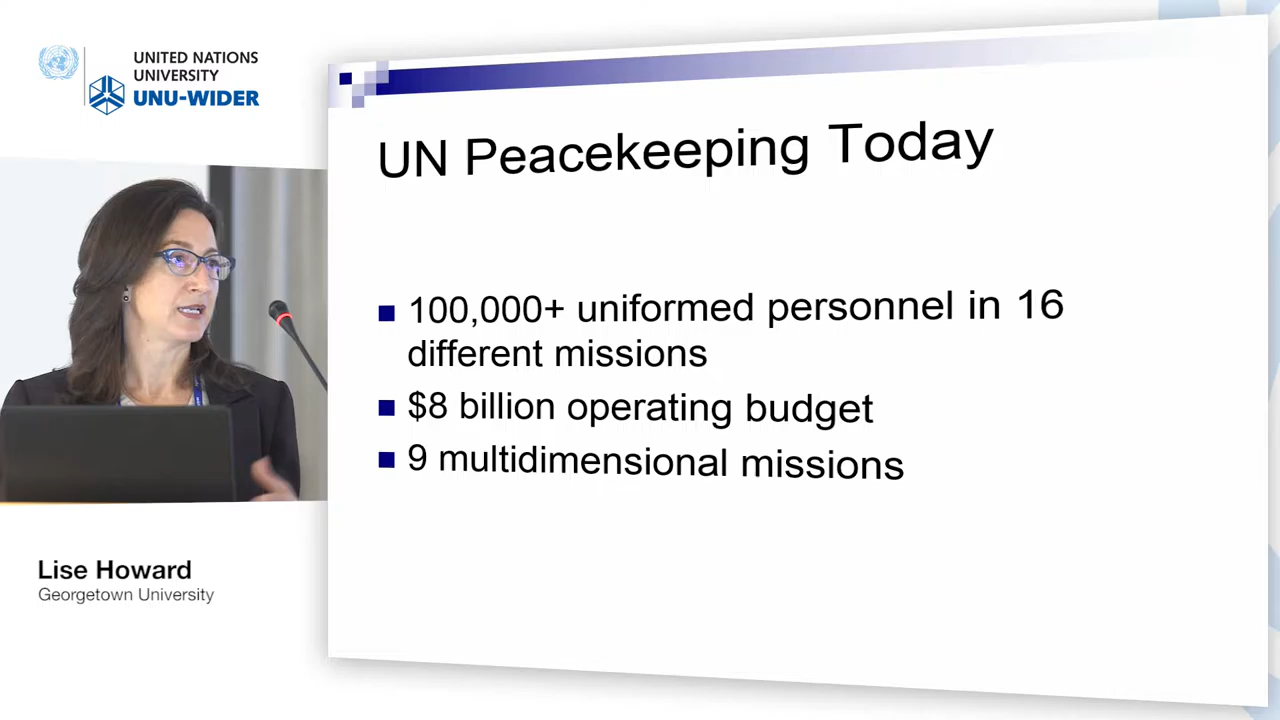 UNITED NATIONS
UNIVERSITY
UNU-WIDER
UN Peacekeeping Today
100,000+ uniformed personnel in 16
different missions
$8 billion operating budget
9 multidimensional missions
Lise Howard
Georgetown University